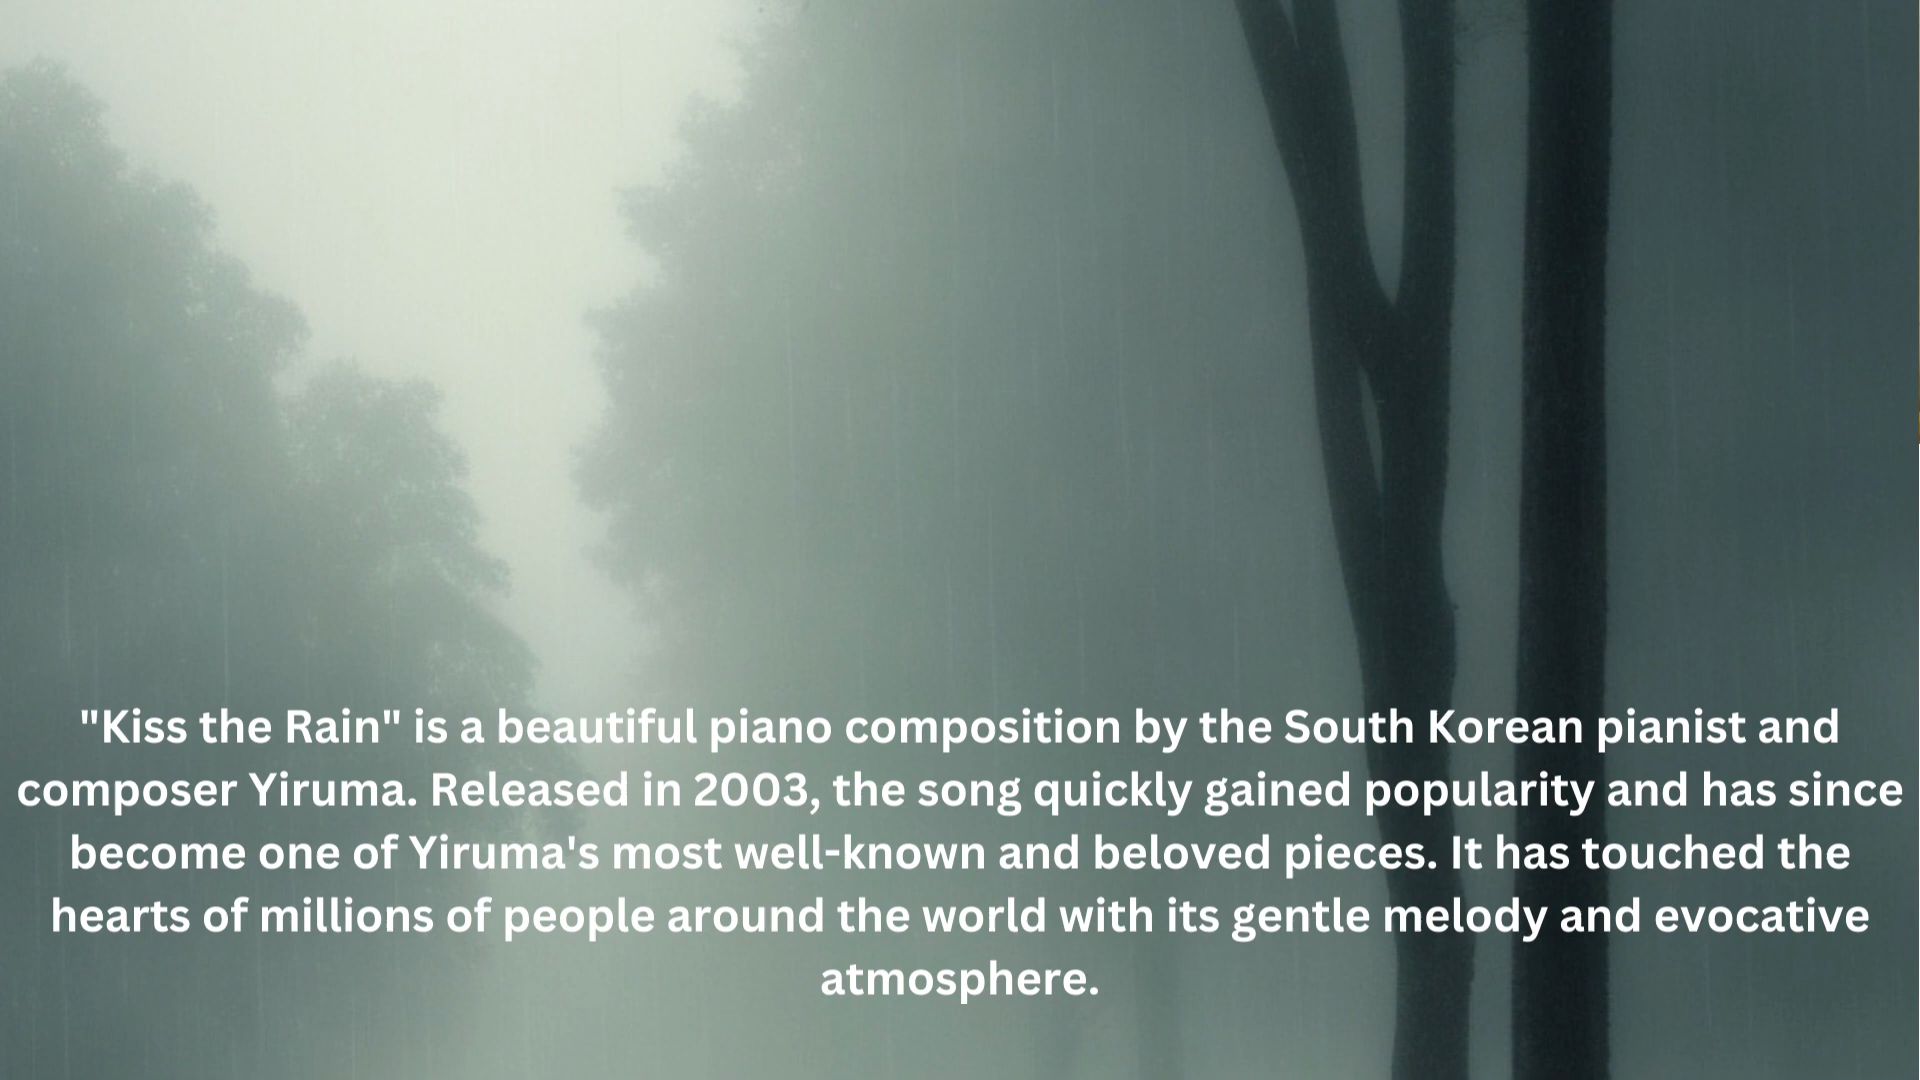 "Kiss the Rain" is a beautiful piano composition by the South Korean pianist and
composer Yiruma. Released in 2003, the song quickly gained popularity and has since
become one of Yiruma's most well-known and beloved pieces. It has touched the
hearts of millions of people around the world with its gentle melody and evocative
atmosphere.